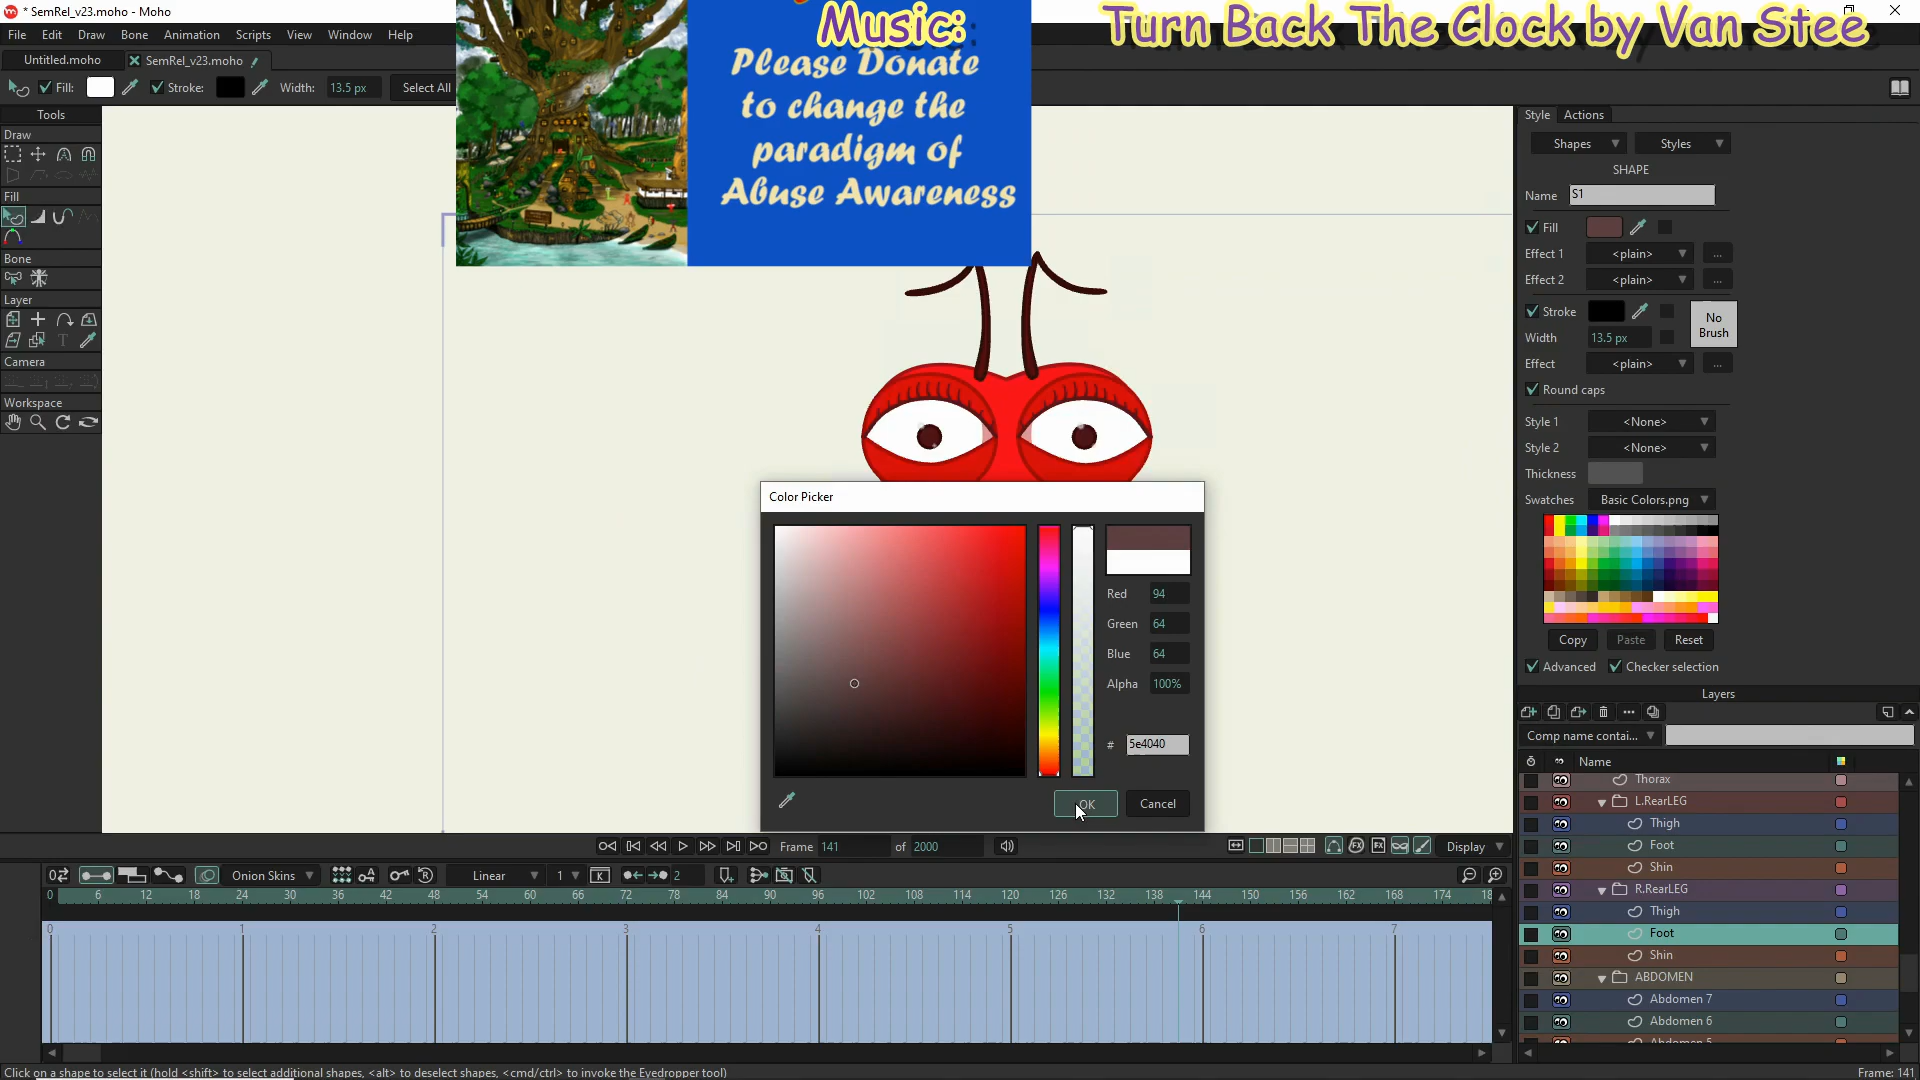 * SemRel_v23.moho - Moho
File Edit Draw Bone Animation Scripts View Window Help
Untitled.moho
SemRel_v23.moho
Fill:
Stroke:
Width: 13.5 px
Select All
Music:
Turn Back The Clock by Van Stee
Please Donate
to change the
paradigm of
Abuse Awareness
Tools
Draw
Fill
Bone
Layer
Camera
Workspace
Style Actions
Shapes
Styles
SHAPE
Name S1
Fill
Effect 1 <plain> ...
Effect 2 <plain> ...
Stroke
No
Brush
Width 13.5 px
Effect <plain> ...
Round caps
Style 1 <None>
Style 2 <None>
Thickness
Swatches Basic Colors.png
Copy Paste Reset
Advanced Checker selection
Color Picker
Red 94
Green 64
Blue 64
Alpha 100%
# 5e4040
OK Cancel
Layers
Comp name contai...
Name
Thorax
L.RearLEG
Thigh
Foot
Shin
R.RearLEG
Thigh
Foot
Shin
ABDOMEN
Abdomen 7
Abdomen 6
Abdomen 5
Frame 141 of 2000
Display
Onion Skins
Linear
1
K
2
0 6 12 18 24 30 36 42 48 54 60 66 72 78 84 90 96 102 108 114 120 126 132 138 144 150 156 162 168 174
0 1 2 3 4 5 6 7
Click on a shape to select it (hold <shift> to select additional shapes, <alt> to deselect shapes, <cmd/ctrl> to invoke the Eyedropper tool)
Frame: 141